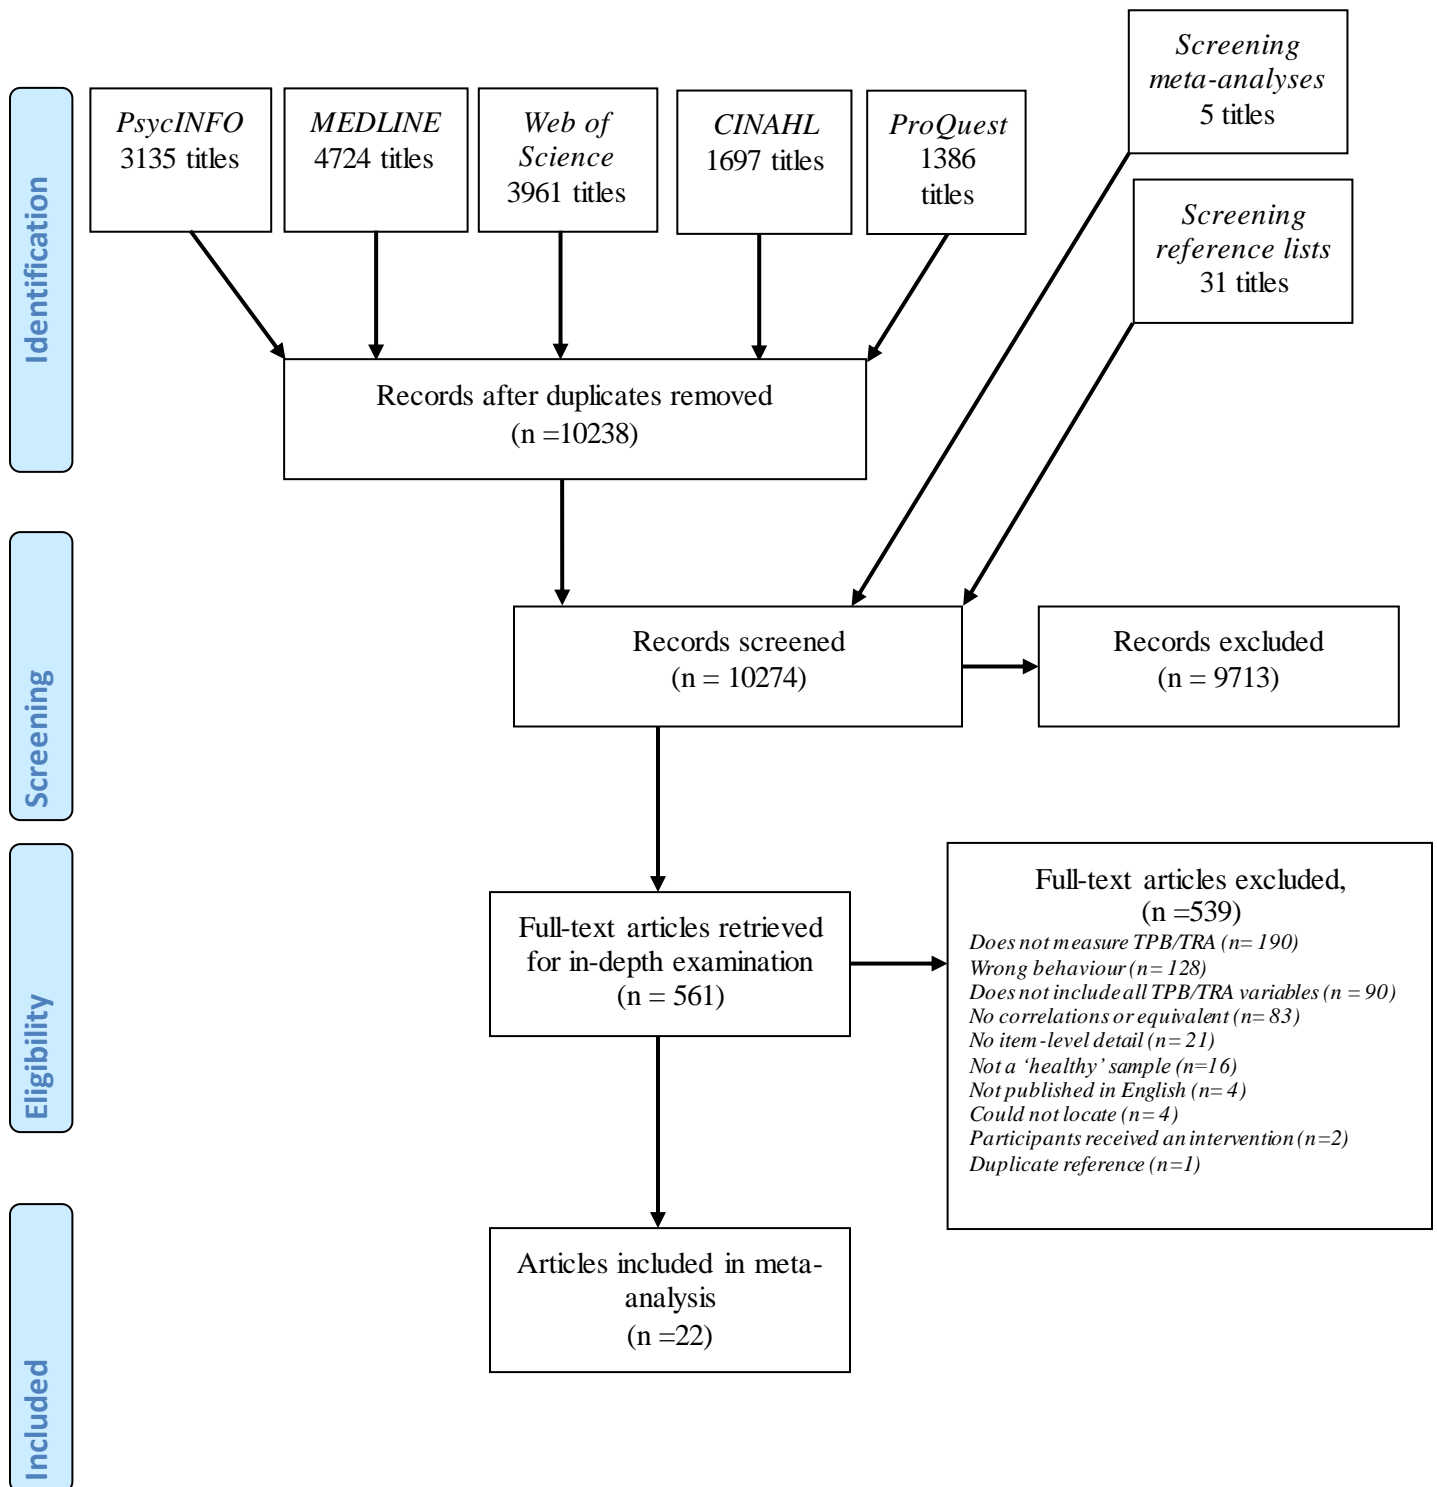 Identification
PsycINFO
3135 titles
MEDLINE
4724 titles
Web of
Science
3961 titles
CINAHL
1697 titles
ProQuest
1386
titles
Screening
meta-analyses
5 titles
Screening
reference lists
31 titles
Records after duplicates removed
(n =10238)
Screening
Records screened
(n = 10274)
Records excluded
(n = 9713)
Eligibility
Full-text articles retrieved
for in-depth examination
(n = 561)
Full-text articles excluded,
(n =539)
Does not measure TPB/TRA (n= 190)
Wrong behaviour (n= 128)
Does not include all TPB/TRA variables (n = 90)
No correlations or equivalent (n= 83)
No item-level detail (n= 21)
Not a ‘healthy’ sample (n=16)
Not published in English (n= 4)
Could not locate (n= 4)
Participants received an intervention (n=2)
Duplicate reference (n=1)
Included
Articles included in meta-
analysis
(n =22)